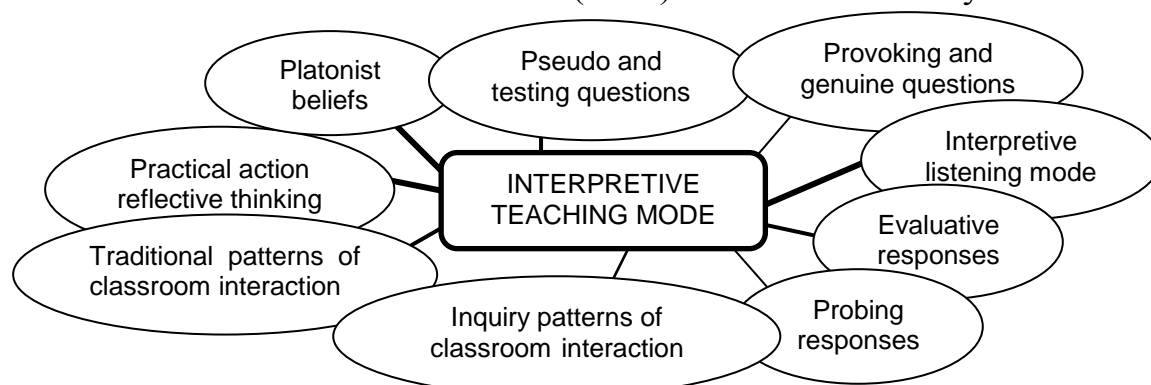 Platonist
beliefs
Pseudo and
testing questions
Provoking and
genuine questions
Practical action
reflective thinking
INTERPRETIVE
TEACHING MODE
Interpretive
listening mode
Traditional patterns of
classroom interaction
Evaluative
responses
Inquiry patterns of
classroom interaction
Probing
responses